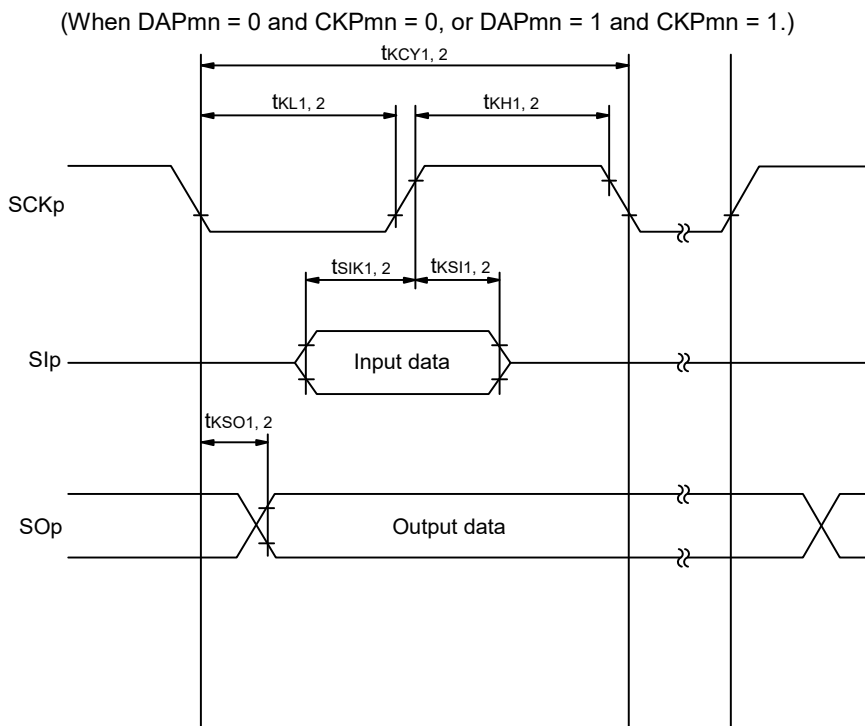 (When DAPmn = 0 and CKPmn = 0, or DAPmn = 1 and CKPmn = 1.)
tKCY1, 2
tKL1, 2
tKH1, 2
SCKp
tSIK1, 2
tKSI1, 2
SIp
Input data
tKSO1, 2
SOp
Output data